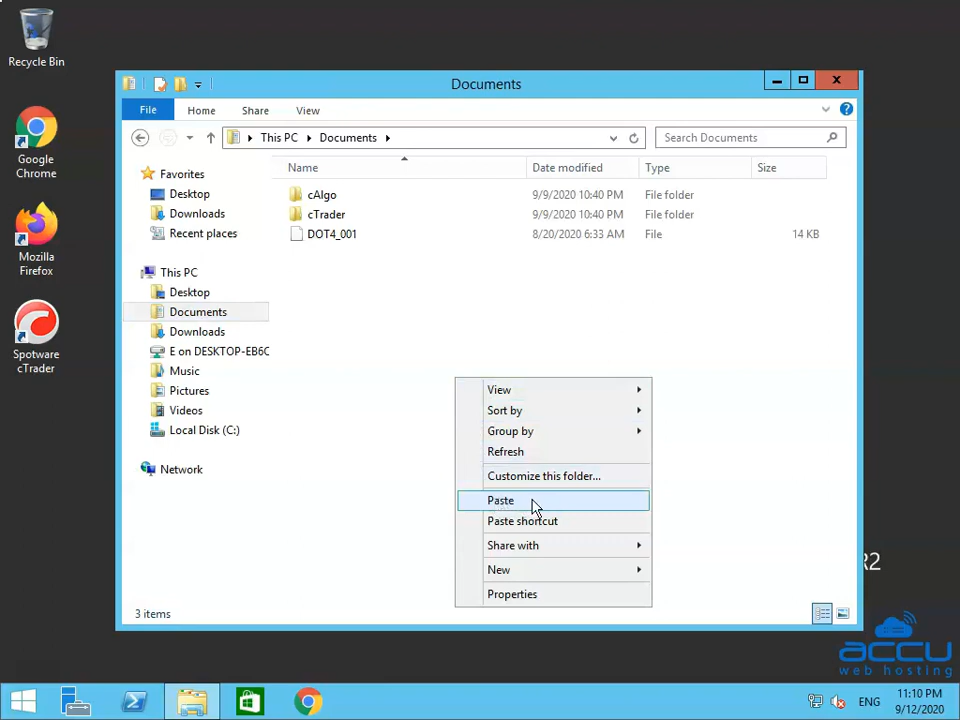 Recycle Bin
Google
Chrome
Mozilla
Firefox
Spotware
cTrader
Documents
File Home Share View
This PC Documents Search Documents
Name Date modified Type Size
Favorites
Desktop
Downloads
Recent places
This PC
Desktop
Documents
Downloads
E on DESKTOP-EB6C
Music
Pictures
Videos
Local Disk (C:)
Network
cAlgo 9/9/2020 10:40 PM File folder
cTrader 9/9/2020 10:40 PM File folder
DOT4_001 8/20/2020 6:33 AM File 14 KB
View
Sort by
Group by
Refresh
Customize this folder...
Paste
Paste shortcut
Share with
New
Properties
3 items
R2
accu
web hosting
ENG
11:10 PM
9/12/2020